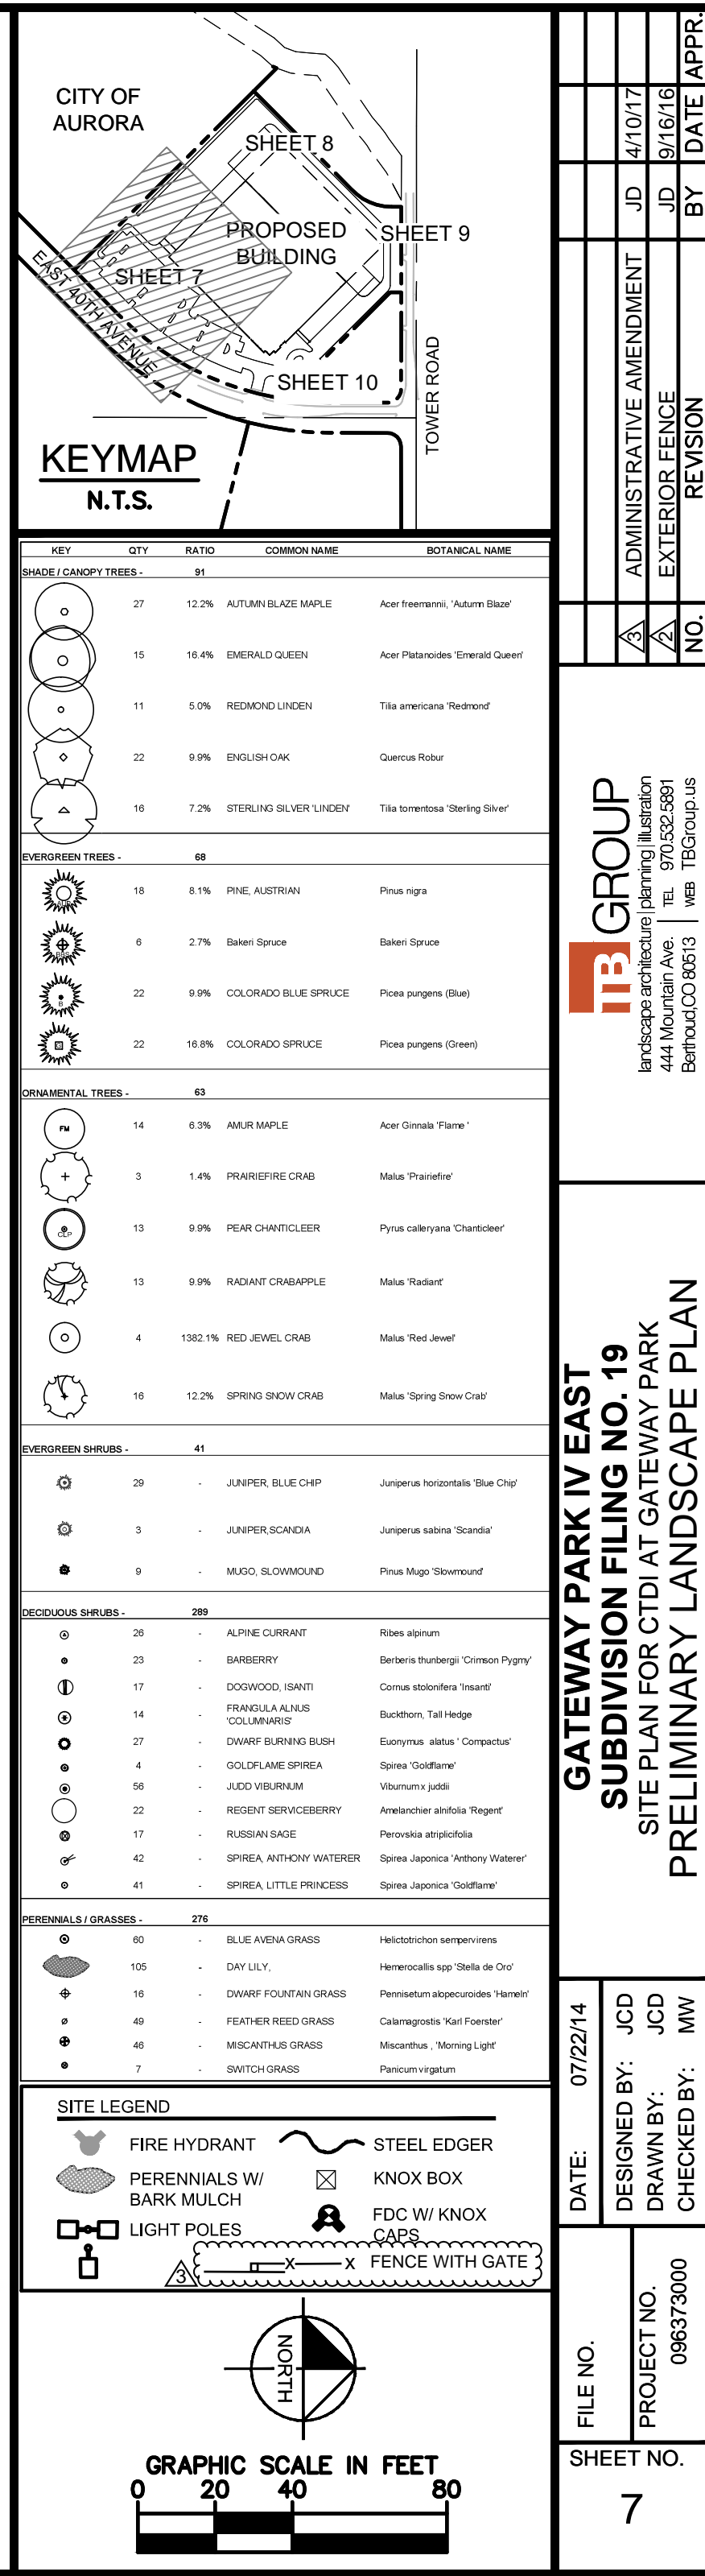 CITY OF
AURORA
SHEET 8
PROPOSED
BUILDING
SHEET 9
SHEET 7
EAST 40TH AVENUE
SHEET 10
TOWER ROAD
KEYMAP
N.T.S.
KEY QTY RATIO COMMON NAME BOTANICAL NAME
SHADE / CANOPY TREES - 91
27 12.2% AUTUMN BLAZE MAPLE Acer freemannii, 'Autumn Blaze'
15 16.4% EMERALD QUEEN Acer Platanoides 'Emerald Queen'
11 5.0% REDMOND LINDEN Tilia americana 'Redmond'
22 9.9% ENGLISH OAK Quercus Robur
16 7.2% STERLING SILVER 'LINDEN' Tilia tomentosa 'Sterling Silver'
EVERGREEN TREES - 68
18 8.1% PINE, AUSTRIAN Pinus nigra
BRS 6 2.7% Bakeri Spruce Bakeri Spruce
B 22 9.9% COLORADO BLUE SPRUCE Picea pungens (Blue)
22 16.8% COLORADO SPRUCE Picea pungens (Green)
ORNAMENTAL TREES - 63
FM 14 6.3% AMUR MAPLE Acer Ginnala 'Flame '
3 1.4% PRAIRIEFIRE CRAB Malus 'Prairiefire'
CLP 13 9.9% PEAR CHANTICLEER Pyrus calleryana 'Chanticleer'
13 9.9% RADIANT CRABAPPLE Malus 'Radiant'
4 1382.1% RED JEWEL CRAB Malus 'Red Jewel'
16 12.2% SPRING SNOW CRAB Malus 'Spring Snow Crab'
EVERGREEN SHRUBS - 41
29 - JUNIPER, BLUE CHIP Juniperus horizontalis 'Blue Chip'
3 - JUNIPER,SCANDIA Juniperus sabina 'Scandia'
9 - MUGO, SLOWMOUND Pinus Mugo 'Slowmound'
DECIDUOUS SHRUBS - 289
26 - ALPINE CURRANT Ribes alpinum
23 - BARBERRY Berberis thunbergii 'Crimson Pygmy'
17 - DOGWOOD, ISANTI Cornus stolonifera 'Insanti'
14 - FRANGULA ALNUS 'COLUMNARIS' Buckthorn, Tall Hedge
27 - DWARF BURNING BUSH Euonymus alatus ' Compactus'
4 - GOLDFLAME SPIREA Spirea 'Goldflame'
56 - JUDD VIBURNUM Viburnum x juddii
22 - REGENT SERVICEBERRY Amelanchier alnifolia 'Regent'
17 - RUSSIAN SAGE Perovskia atriplicifolia
42 - SPIREA, ANTHONY WATERER Spirea Japonica 'Anthony Waterer'
41 - SPIREA, LITTLE PRINCESS Spirea Japonica 'Goldflame'
PERENNIALS / GRASSES - 276
60 - BLUE AVENA GRASS Helictotrichon sempervirens
105 - DAY LILY, Hemerocallis spp 'Stella de Oro'
16 - DWARF FOUNTAIN GRASS Pennisetum alopecuroides 'Hameln'
49 - FEATHER REED GRASS Calamagrostis 'Karl Foerster'
46 - MISCANTHUS GRASS Miscanthus , 'Morning Light'
7 - SWITCH GRASS Panicum virgatum
SITE LEGEND
FIRE HYDRANT STEEL EDGER
PERENNIALS W/
BARK MULCH
KNOX BOX
LIGHT POLES
FDC W/ KNOX
CAPS
3 X X FENCE WITH GATE
NORTH
GRAPHIC SCALE IN FEET
0 20 40 80
3 ADMINISTRATIVE AMENDMENT JD 4/10/17
2 EXTERIOR FENCE JD 9/16/16
NO. REVISION BY DATE APPR.
TB GROUP
landscape architecture | planning | illustration
444 Mountain Ave. | TEL 970.532.5891
Berthoud,CO 80513 | WEB TBGroup.us
GATEWAY PARK IV EAST
SUBDIVISION FILING NO. 19
SITE PLAN FOR CTDI AT GATEWAY PARK
PRELIMINARY LANDSCAPE PLAN
DATE: 07/22/14
DESIGNED BY: JCD
DRAWN BY: JCD
CHECKED BY: MW
FILE NO.
PROJECT NO.
096373000
SHEET NO.
7